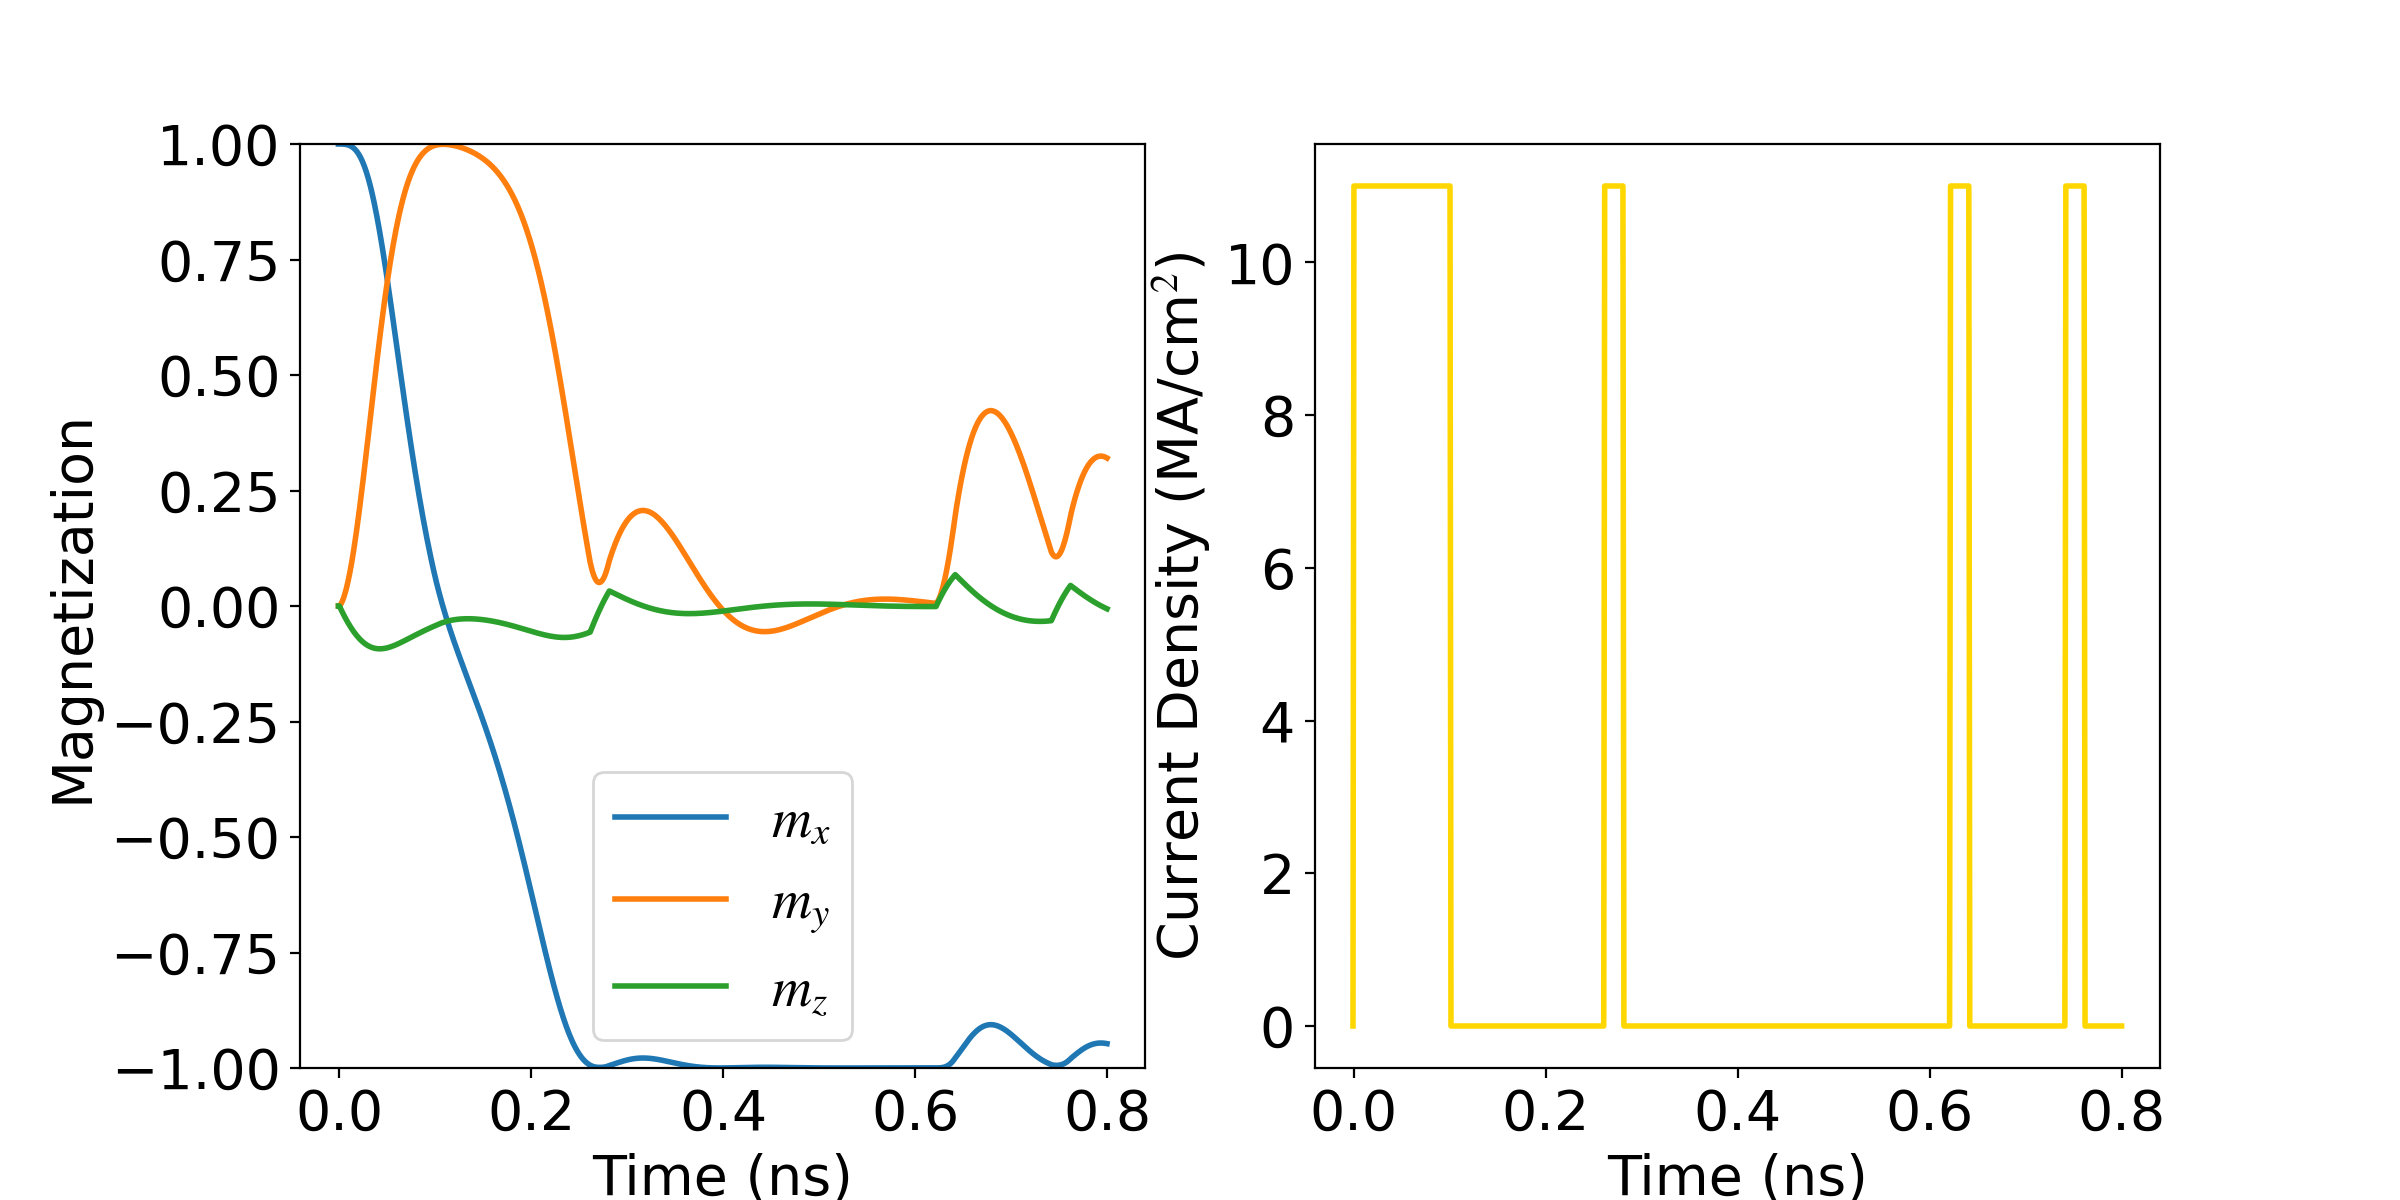 1.00
0.75
0.50
0.25
0.00
−0.25
−0.50
−0.75
−1.00
Magnetization
0.0 0.2 0.4 0.6 0.8
Time (ns)
m_x
m_y
m_z
Current Density (MA/cm²)
10
8
6
4
2
0
0.0 0.2 0.4 0.6 0.8
Time (ns)